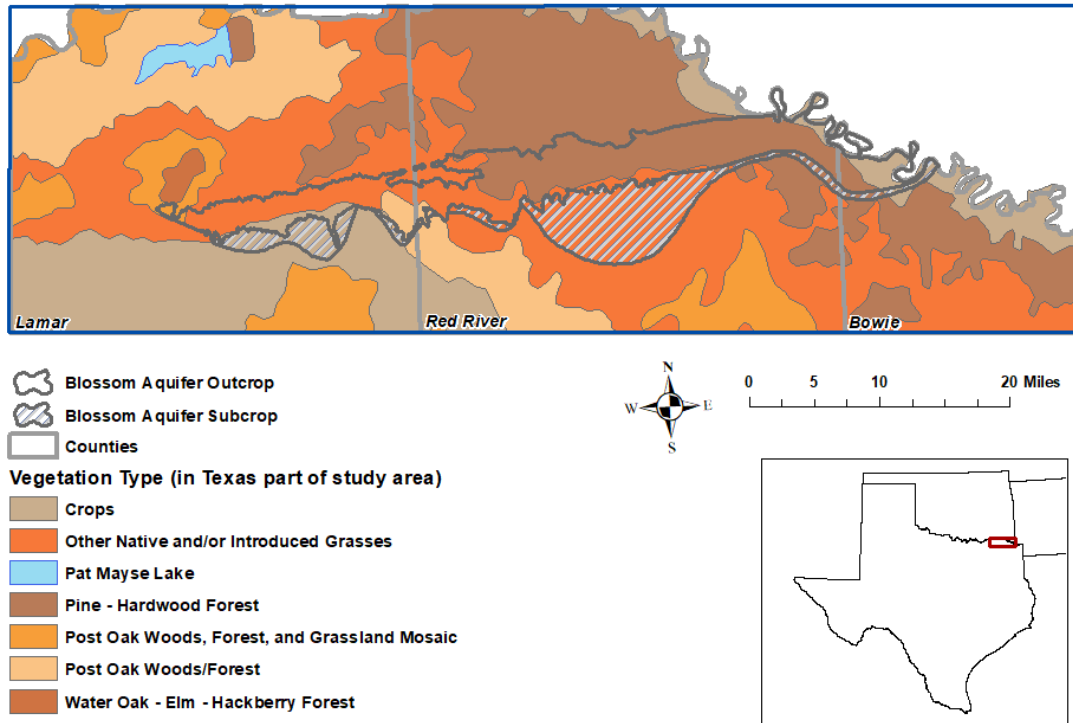 Lamar
Red River
Bowie
Blossom Aquifer Outcrop
Blossom Aquifer Subcrop
Counties
Vegetation Type (in Texas part of study area)
Crops
Other Native and/or Introduced Grasses
Pat Mayse Lake
Pine - Hardwood Forest
Post Oak Woods, Forest, and Grassland Mosaic
Post Oak Woods/Forest
Water Oak - Elm - Hackberry Forest
N
W E
S
0 5 10 20 Miles